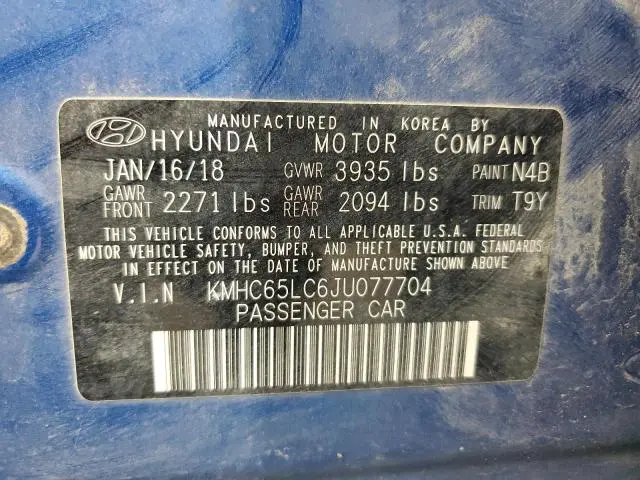 MANUFACTURED IN KOREA BY
HYUNDAI MOTOR COMPANY
JAN/16/18 GVWR 3935 lbs PAINT N4B
GAWR FRONT 2271 lbs GAWR REAR 2094 lbs TRIM T9Y
THIS VEHICLE CONFORMS TO ALL APPLICABLE U.S.A. FEDERAL
MOTOR VEHICLE SAFETY, BUMPER, AND THEFT PREVENTION STANDARDS
IN EFFECT ON THE DATE OF MANUFACTURE SHOWN ABOVE
V.I.N KMHC65LC6JU077704
PASSENGER CAR